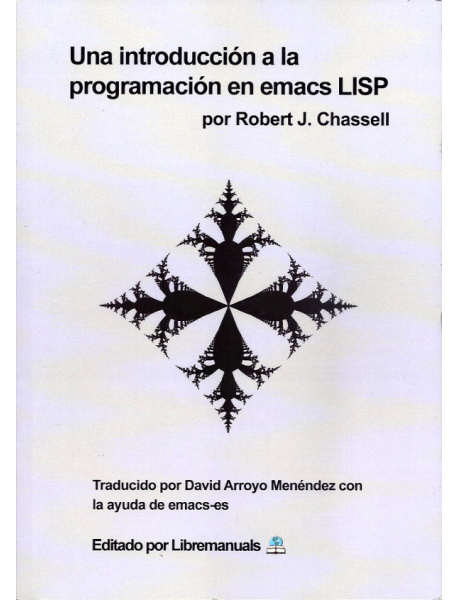 Una introducción a la
programación en emacs LISP
por Robert J. Chassell
Traducido por David Arroyo Menéndez con
la ayuda de emacs-es
Editado por Libremanuals